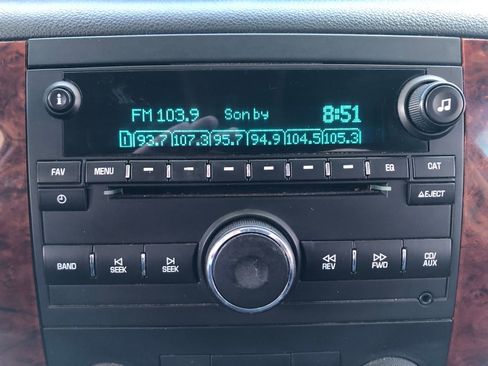 FM 103.9 Son by 8:51
1 93.7 107.3 95.7 94.9 104.5 105.3
FAV MENU EQ CAT
EJECT
BAND SEEK SEEK REV FWD CD/AUX